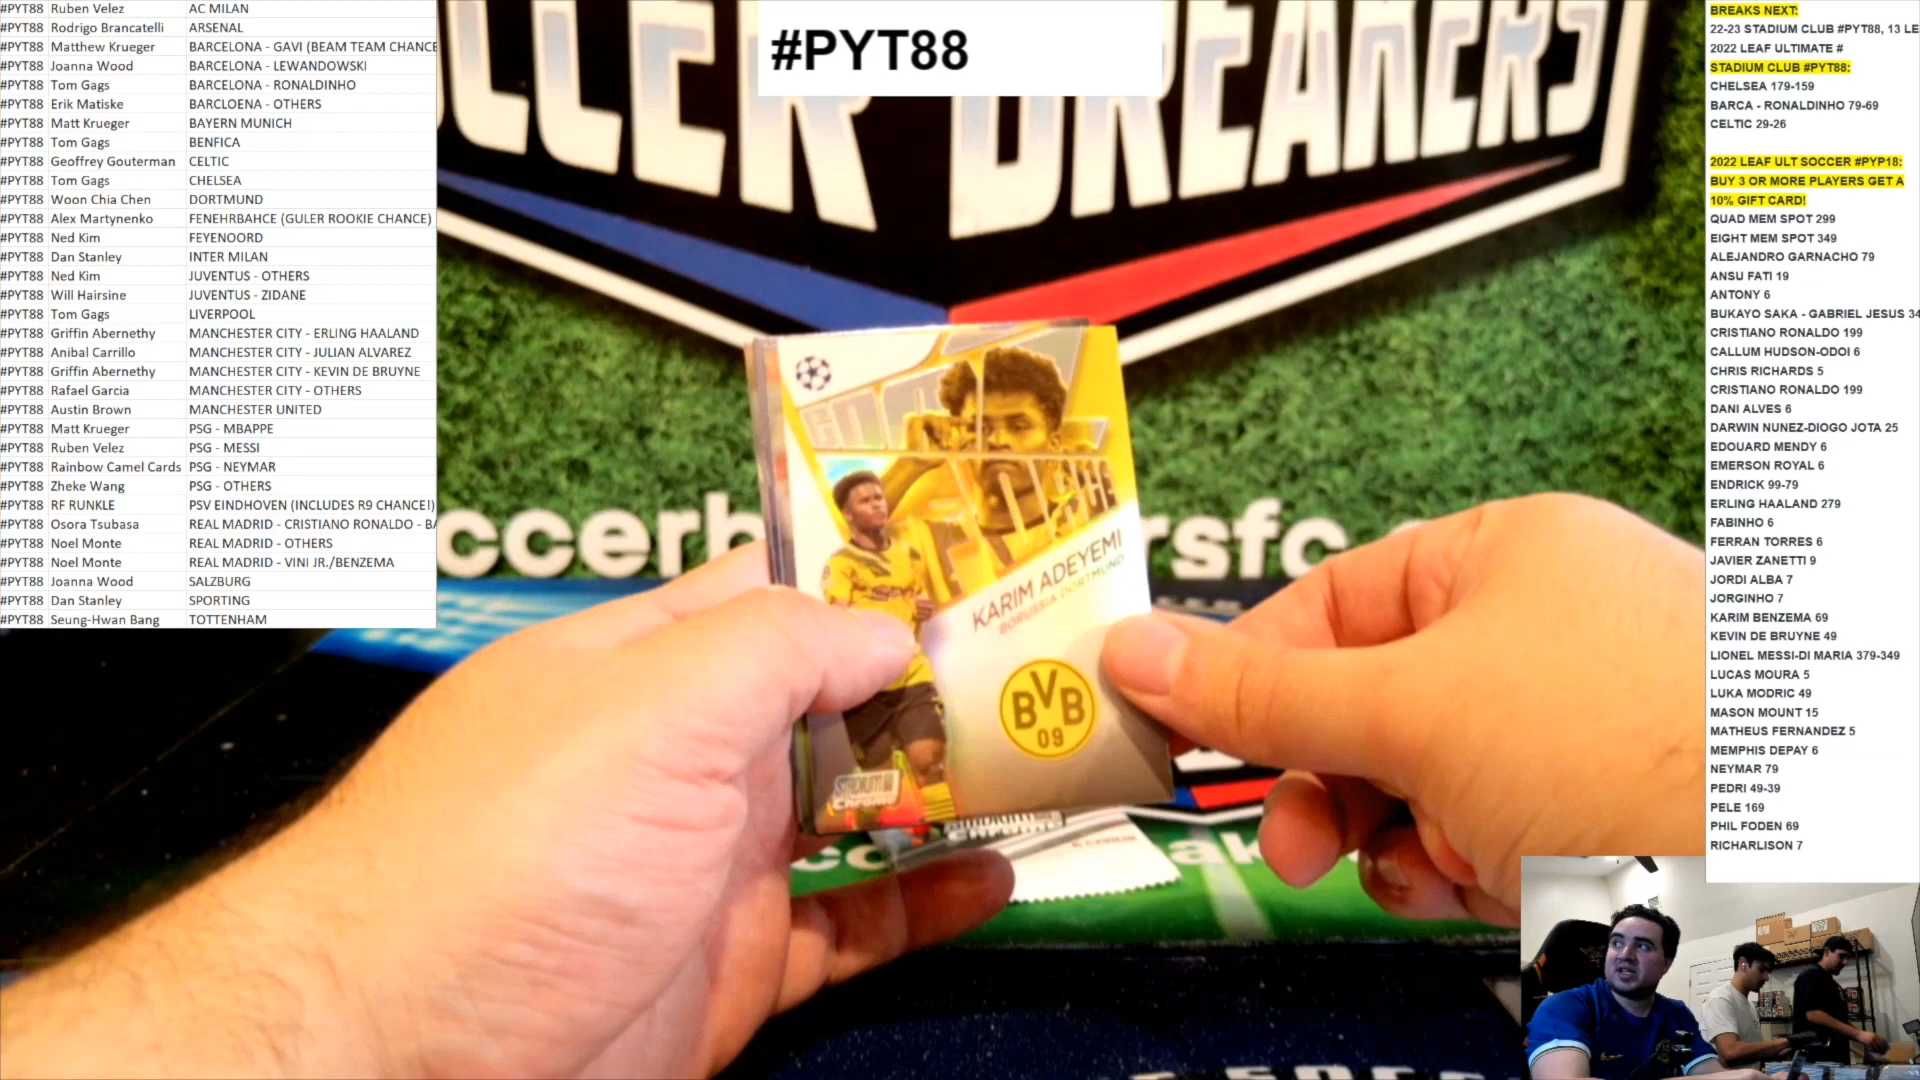 #PYT88 Ruben Velez AC MILAN
#PYT88 Rodrigo Brancatelli ARSENAL
#PYT88 Matthew Krueger BARCELONA - GAVI (BEAM TEAM CHANCE
#PYT88 Joanna Wood BARCELONA - LEWANDOWSKI
#PYT88 Tom Gags BARCELONA - RONALDINHO
#PYT88 Erik Matiske BARCLOENA - OTHERS
#PYT88 Matt Krueger BAYERN MUNICH
#PYT88 Tom Gags BENFICA
#PYT88 Geoffrey Gouterman CELTIC
#PYT88 Tom Gags CHELSEA
#PYT88 Woon Chia Chen DORTMUND
#PYT88 Alex Martynenko FENEHRBAHCE (GULER ROOKIE CHANCE)
#PYT88 Ned Kim FEYENOORD
#PYT88 Dan Stanley INTER MILAN
#PYT88 Ned Kim JUVENTUS - OTHERS
#PYT88 Will Hairsine JUVENTUS - ZIDANE
#PYT88 Tom Gags LIVERPOOL
#PYT88 Griffin Abernethy MANCHESTER CITY - ERLING HAALAND
#PYT88 Anibal Carrillo MANCHESTER CITY - JULIAN ALVAREZ
#PYT88 Griffin Abernethy MANCHESTER CITY - KEVIN DE BRUYNE
#PYT88 Rafael Garcia MANCHESTER CITY - OTHERS
#PYT88 Austin Brown MANCHESTER UNITED
#PYT88 Matt Krueger PSG - MBAPPE
#PYT88 Ruben Velez PSG - MESSI
#PYT88 Rainbow Camel Cards PSG - NEYMAR
#PYT88 Zheke Wang PSG - OTHERS
#PYT88 RF RUNKLE PSV EINDHOVEN (INCLUDES R9 CHANCE!)
#PYT88 Osora Tsubasa REAL MADRID - CRISTIANO RONALDO - BA
#PYT88 Noel Monte REAL MADRID - OTHERS
#PYT88 Noel Monte REAL MADRID - VINI JR./BENZEMA
#PYT88 Joanna Wood SALZBURG
#PYT88 Dan Stanley SPORTING
#PYT88 Seung-Hwan Bang TOTTENHAM
#PYT88
CCER BREAKERS
ccerb rsfc.
KARIM ADEYEMI
BORUSSIA DORTMUND
BVB
09
STADIUM
CHROME
BREAKS NEXT:
22-23 STADIUM CLUB #PYT88, 13 LE
2022 LEAF ULTIMATE #
STADIUM CLUB #PYT88:
CHELSEA 179-159
BARCA - RONALDINHO 79-69
CELTIC 29-26
2022 LEAF ULT SOCCER #PYP18:
BUY 3 OR MORE PLAYERS GET A
10% GIFT CARD!
QUAD MEM SPOT 299
EIGHT MEM SPOT 349
ALEJANDRO GARNACHO 79
ANSU FATI 19
ANTONY 6
BUKAYO SAKA - GABRIEL JESUS 34
CRISTIANO RONALDO 199
CALLUM HUDSON-ODOI 6
CHRIS RICHARDS 5
CRISTIANO RONALDO 199
DANI ALVES 6
DARWIN NUNEZ-DIOGO JOTA 25
EDOUARD MENDY 6
EMERSON ROYAL 6
ENDRICK 99-79
ERLING HAALAND 279
FABINHO 6
FERRAN TORRES 6
JAVIER ZANETTI 9
JORDI ALBA 7
JORGINHO 7
KARIM BENZEMA 69
KEVIN DE BRUYNE 49
LIONEL MESSI-DI MARIA 379-349
LUCAS MOURA 5
LUKA MODRIC 49
MASON MOUNT 15
MATHEUS FERNANDEZ 5
MEMPHIS DEPAY 6
NEYMAR 79
PEDRI 49-39
PELE 169
PHIL FODEN 69
RICHARLISON 7